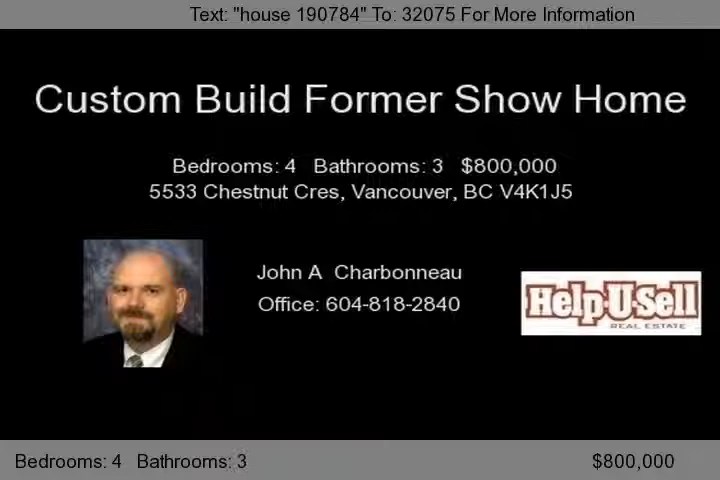 Text: "house 190784" To: 32075 For More Information
Custom Build Former Show Home
Bedrooms: 4 Bathrooms: 3 $800,000
5533 Chestnut Cres, Vancouver, BC V4K1J5
John A Charbonneau
Office: 604-818-2840
Help-U-Sell
REAL ESTATE
Bedrooms: 4 Bathrooms: 3 $800,000